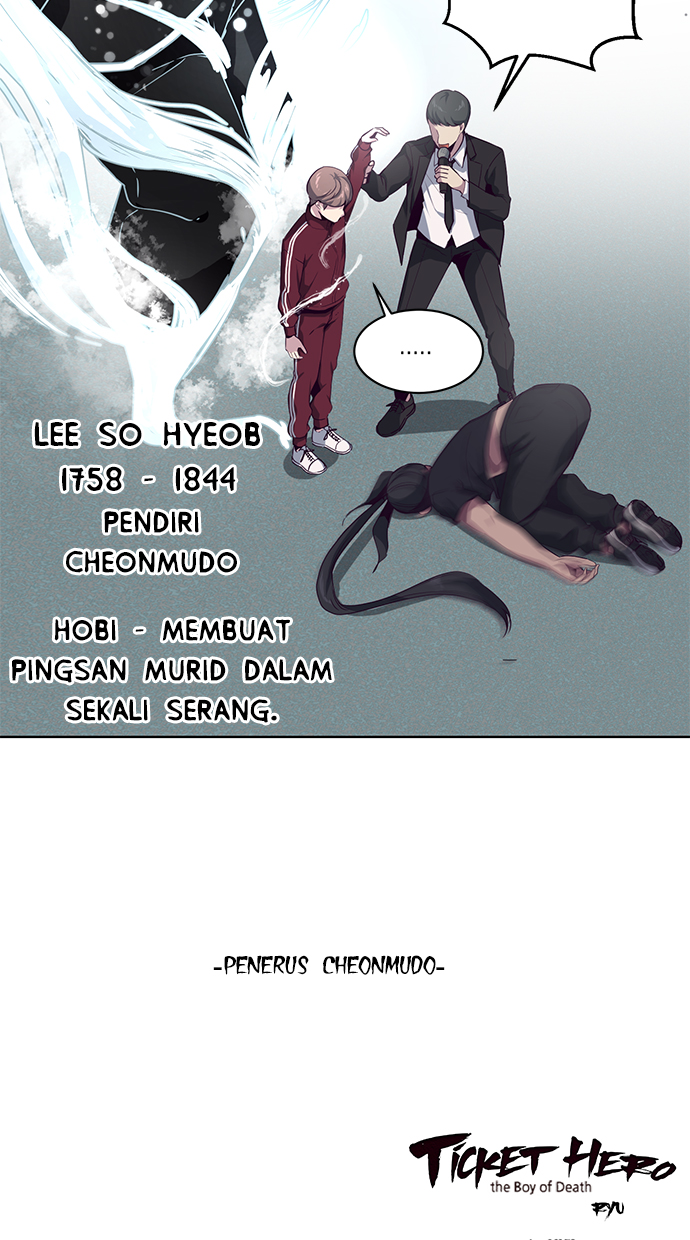 .....
LEE SO HYEOB
1758 - 1844
PENDIRI
CHEONMUDO
HOBI - MEMBUAT
PINGSAN MURID DALAM
SEKALI SERANG.
-PENERUS CHEONMUDO-
TICKET HERO
the Boy of Death
RYU